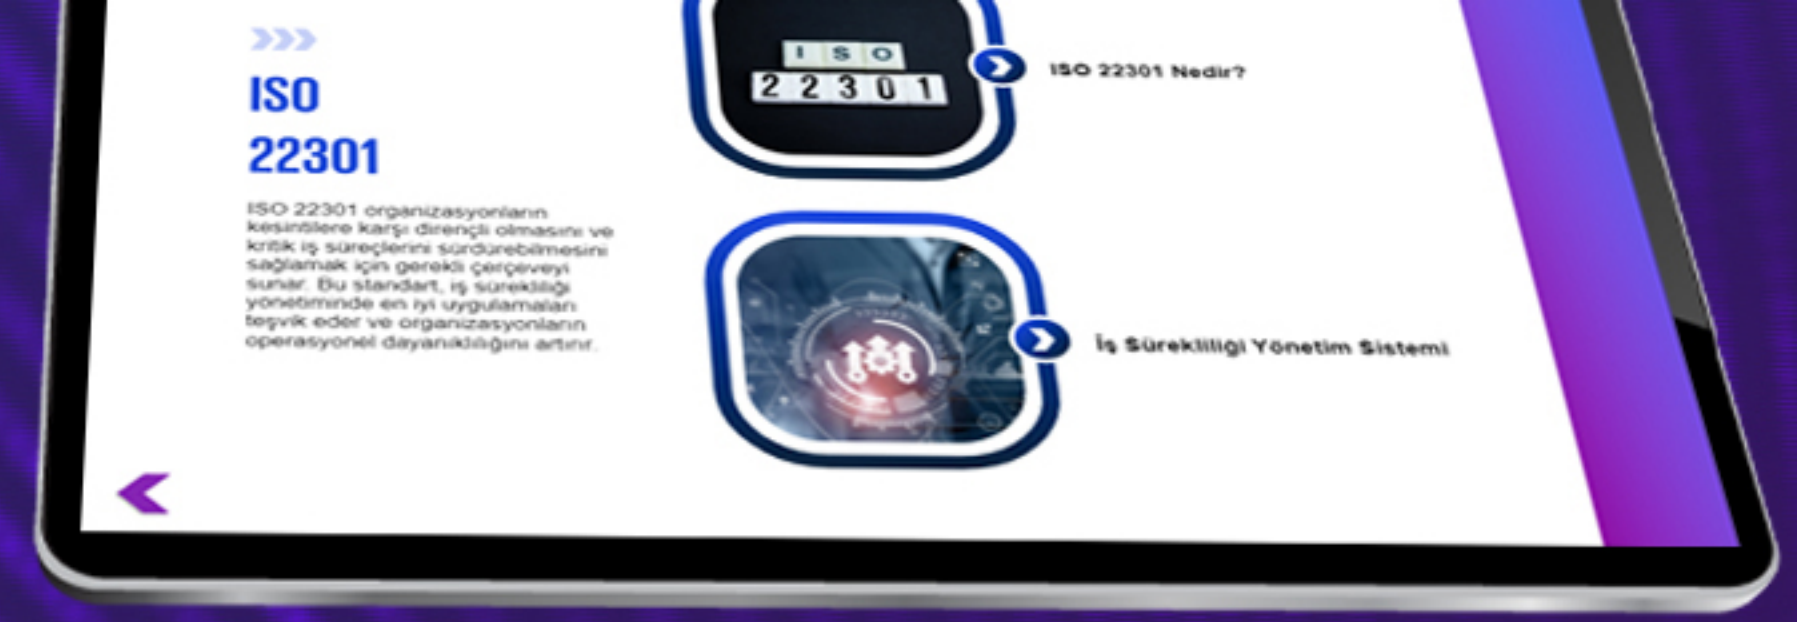 ISO
22301
ISO 22301 organizasyonların
kesintilere karşı dirençli olmasını ve
kritik iş süreçlerini sürdürebilmesini
sağlamak için gerekli çerçeveyi
sunar. Bu standart, iş sürekliliği
yönetiminde en iyi uygulamaları
teşvik eder ve organizasyonların
operasyonel dayanıklılığını artırır.
ISO
22301
ISO 22301 Nedir?
İş Sürekliliği Yönetim Sistemi